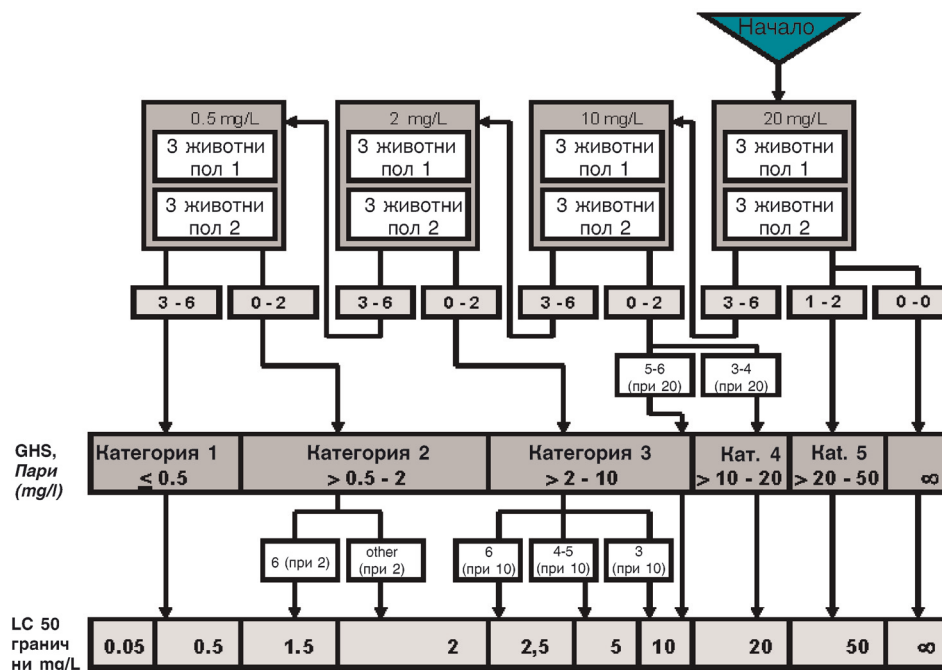 Начало
0.5 mg/L
2 mg/L
10 mg/L
20 mg/L
3 животни
пол 1
3 животни
пол 1
3 животни
пол 1
3 животни
пол 1
3 животни
пол 2
3 животни
пол 2
3 животни
пол 2
3 животни
пол 2
3 - 6
0 - 2
3 - 6
0 - 2
3 - 6
0 - 2
3 - 6
1 - 2
0 - 0
5-6
(при 20)
3-4
(при 20)
GHS,
Пари
(mg/l)
Категория 1
≤ 0.5
Категория 2
> 0.5 - 2
Категория 3
> 2 - 10
Кат. 4
> 10 - 20
Кат. 5
> 20 - 50
∞
6 (при 2)
other
(при 2)
6
(при 10)
4-5
(при 10)
3
(при 10)
LC 50
гранич
ни mg/L
0.05
0.5
1.5
2
2,5
5
10
20
50
∞